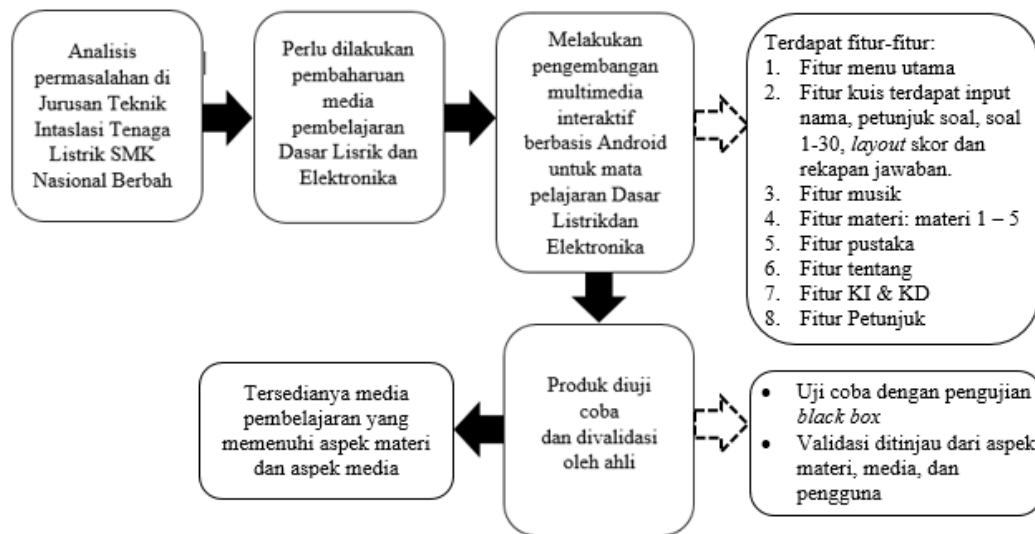 Analisis
permasalahan di
Jurusan Teknik
Intaslasi Tenaga
Listrik SMK
Nasional Berbah
Perlu dilakukan
pembaharuan
media
pembelajaran
Dasar Lisrik dan
Elektronika
Melakukan
pengembangan
multimedia
interaktif
berbasis Android
untuk mata
pelajaran Dasar
Listrikdan
Elektronika
Terdapat fitur-fitur:
1. Fitur menu utama
2. Fitur kuis terdapat input
nama, petunjuk soal, soal
1-30, layout skor dan
rekapan jawaban.
3. Fitur musik
4. Fitur materi: materi 1 – 5
5. Fitur pustaka
6. Fitur tentang
7. Fitur KI & KD
8. Fitur Petunjuk
Tersedianya media
pembelajaran yang
memenuhi aspek materi
dan aspek media
Produk diuji
coba
dan divalidasi
oleh ahli
• Uji coba dengan pengujian
black box
• Validasi ditinjau dari aspek
materi, media, dan
pengguna